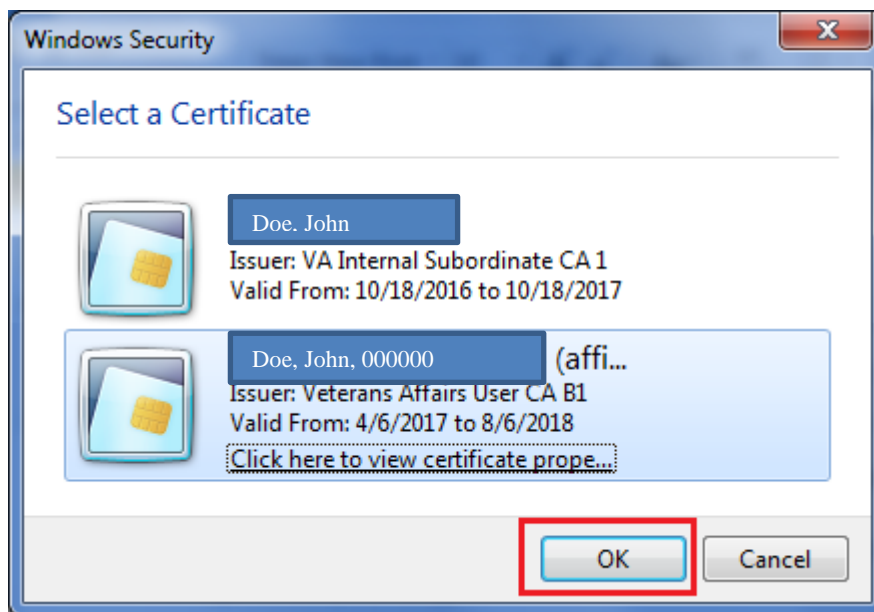 Windows Security
Select a Certificate
Doe. John
Issuer: VA Internal Subordinate CA 1
Valid From: 10/18/2016 to 10/18/2017
Doe, John, 000000 (affi...
Issuer: Veterans Affairs User CA B1
Valid From: 4/6/2017 to 8/6/2018
Click here to view certificate prope...
OK Cancel